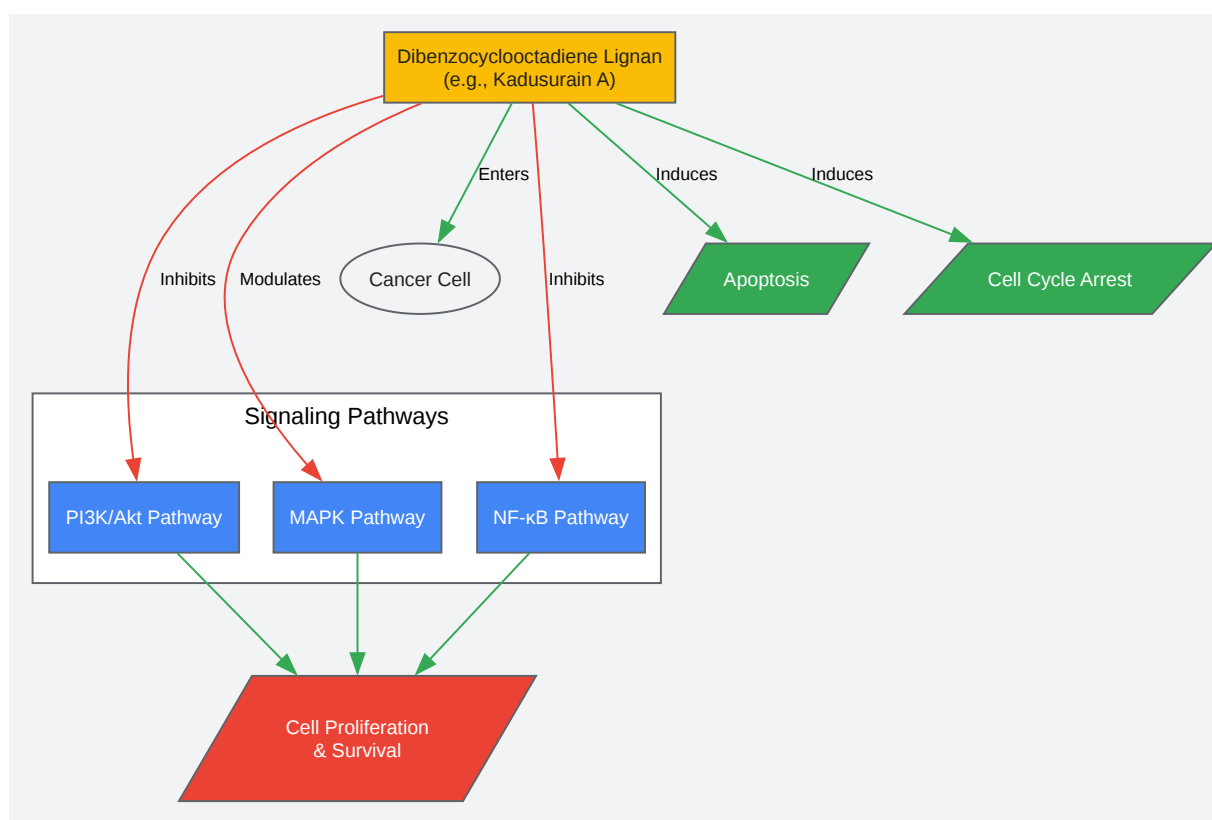 Dibenzocyclooctadiene Lignan
(e.g., Kadusurain A)
Enters
Induces
Induces
Inhibits
Modulates
Cancer Cell
Inhibits
Apoptosis
Cell Cycle Arrest
Signaling Pathways
PI3K/Akt Pathway
MAPK Pathway
NF-κB Pathway
Cell Proliferation
& Survival